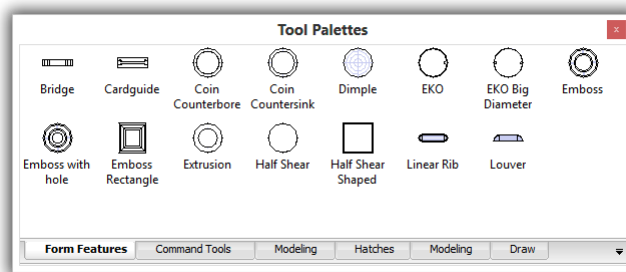 Tool Palettes
x
Bridge
Cardguide
Coin
Counterbore
Coin
Countersink
Dimple
EKO
EKO Big
Diameter
Emboss
Emboss with
hole
Emboss
Rectangle
Extrusion
Half Shear
Half Shear
Shaped
Linear Rib
Louver
Form Features
Command Tools
Modeling
Hatches
Modeling
Draw